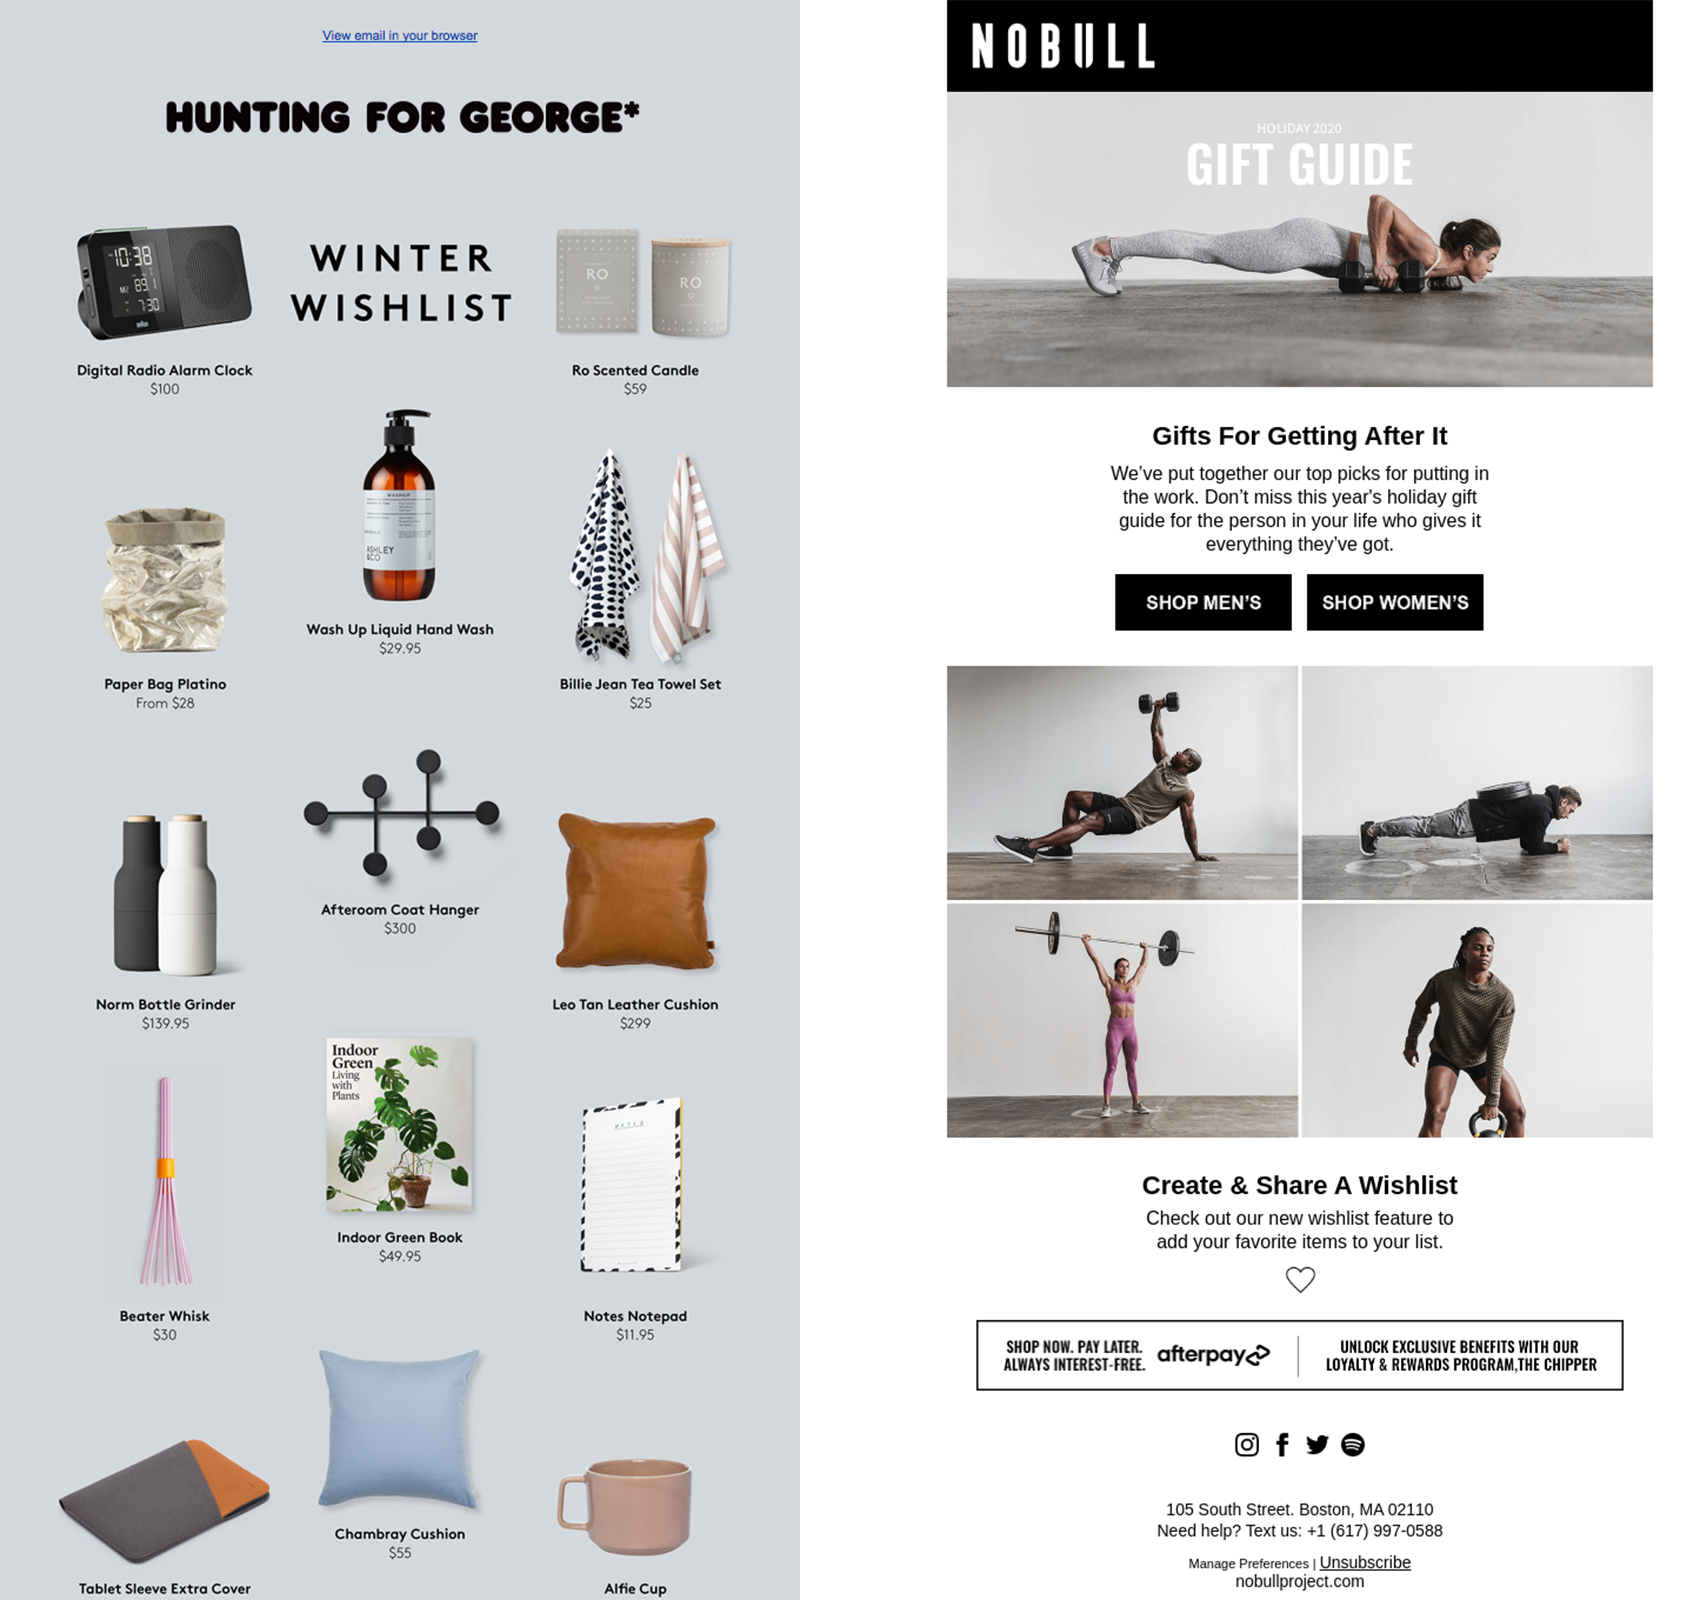 View email in your browser
HUNTING FOR GEORGE*
WINTER
WISHLIST
10:38
7:30
BRAUN
RO
RO
Digital Radio Alarm Clock
$100
Ro Scented Candle
$59
WASHUP
ASHLEY
&CO
Wash Up Liquid Hand Wash
$29.95
Paper Bag Platino
From $28
Billie Jean Tea Towel Set
$25
Afteroom Coat Hanger
$300
Norm Bottle Grinder
$139.95
Leo Tan Leather Cushion
$299
Indoor
Green
Living
with
Plants
NOTES
Indoor Green Book
$49.95
Beater Whisk
$30
Notes Notepad
$11.95
Chambray Cushion
$55
Tablet Sleeve Extra Cover
Alfie Cup
NOBULL
HOLIDAY 2020
GIFT GUIDE
Gifts For Getting After It
We’ve put together our top picks for putting in
the work. Don’t miss this year's holiday gift
guide for the person in your life who gives it
everything they’ve got.
SHOP MEN’S
SHOP WOMEN’S
Create & Share A Wishlist
Check out our new wishlist feature to
add your favorite items to your list.
SHOP NOW. PAY LATER.
ALWAYS INTEREST-FREE.
afterpay
UNLOCK EXCLUSIVE BENEFITS WITH OUR
LOYALTY & REWARDS PROGRAM,THE CHIPPER
105 South Street. Boston, MA 02110
Need help? Text us: +1 (617) 997-0588
Manage Preferences | Unsubscribe
nobullproject.com